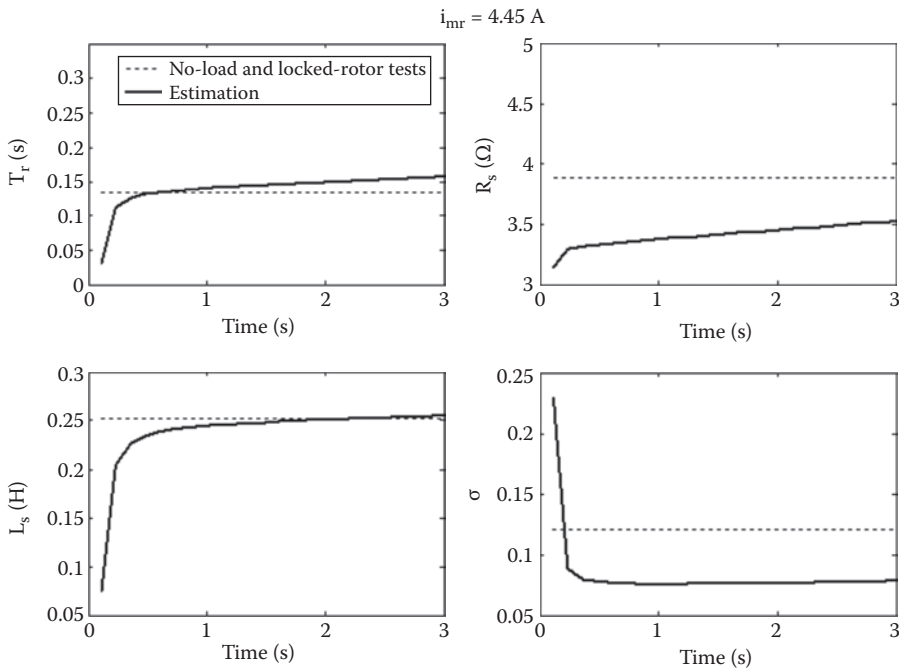 i_mr = 4.45 A
No-load and locked-rotor tests
Estimation
T_r (s)
0.35
0.3
0.25
0.2
0.15
0.1
0.05
0
0 1 2 3
Time (s)
R_s (Ω)
5
4.5
4
3.5
3
0 1 2 3
Time (s)
L_s (H)
0.3
0.25
0.2
0.15
0.1
0.05
0 1 2 3
Time (s)
σ
0.25
0.2
0.15
0.1
0.05
0 1 2 3
Time (s)